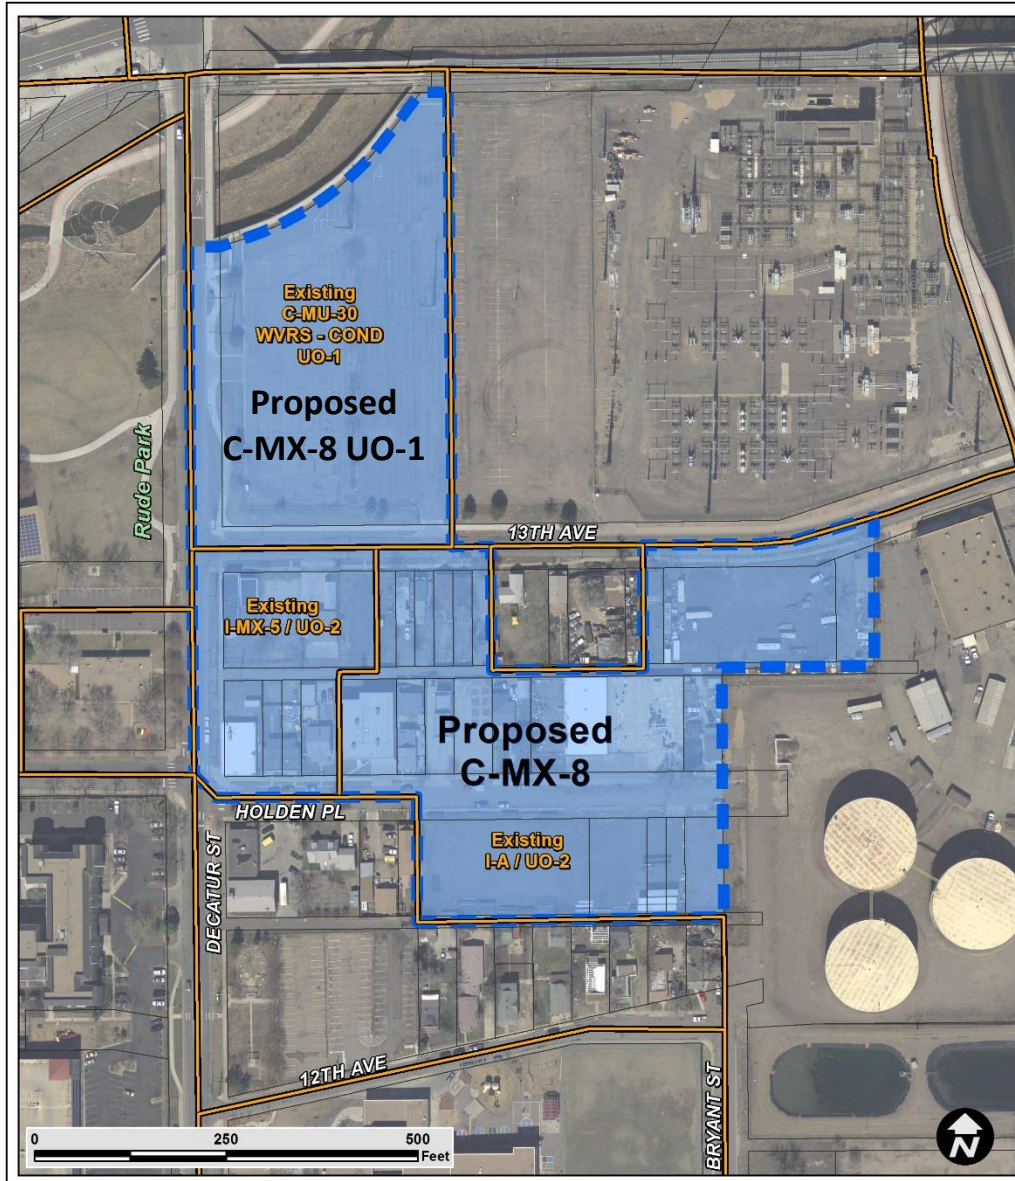 Existing
C-MU-30
WVRS - COND
UO-1
Proposed
C-MX-8 UO-1
Rude Park
13TH AVE
Existing
I-MX-5 / UO-2
Proposed
C-MX-8
HOLDEN PL
Existing
I-A / UO-2
DECATUR ST
12TH AVE
BRYANT ST
0 250 500
Feet
N